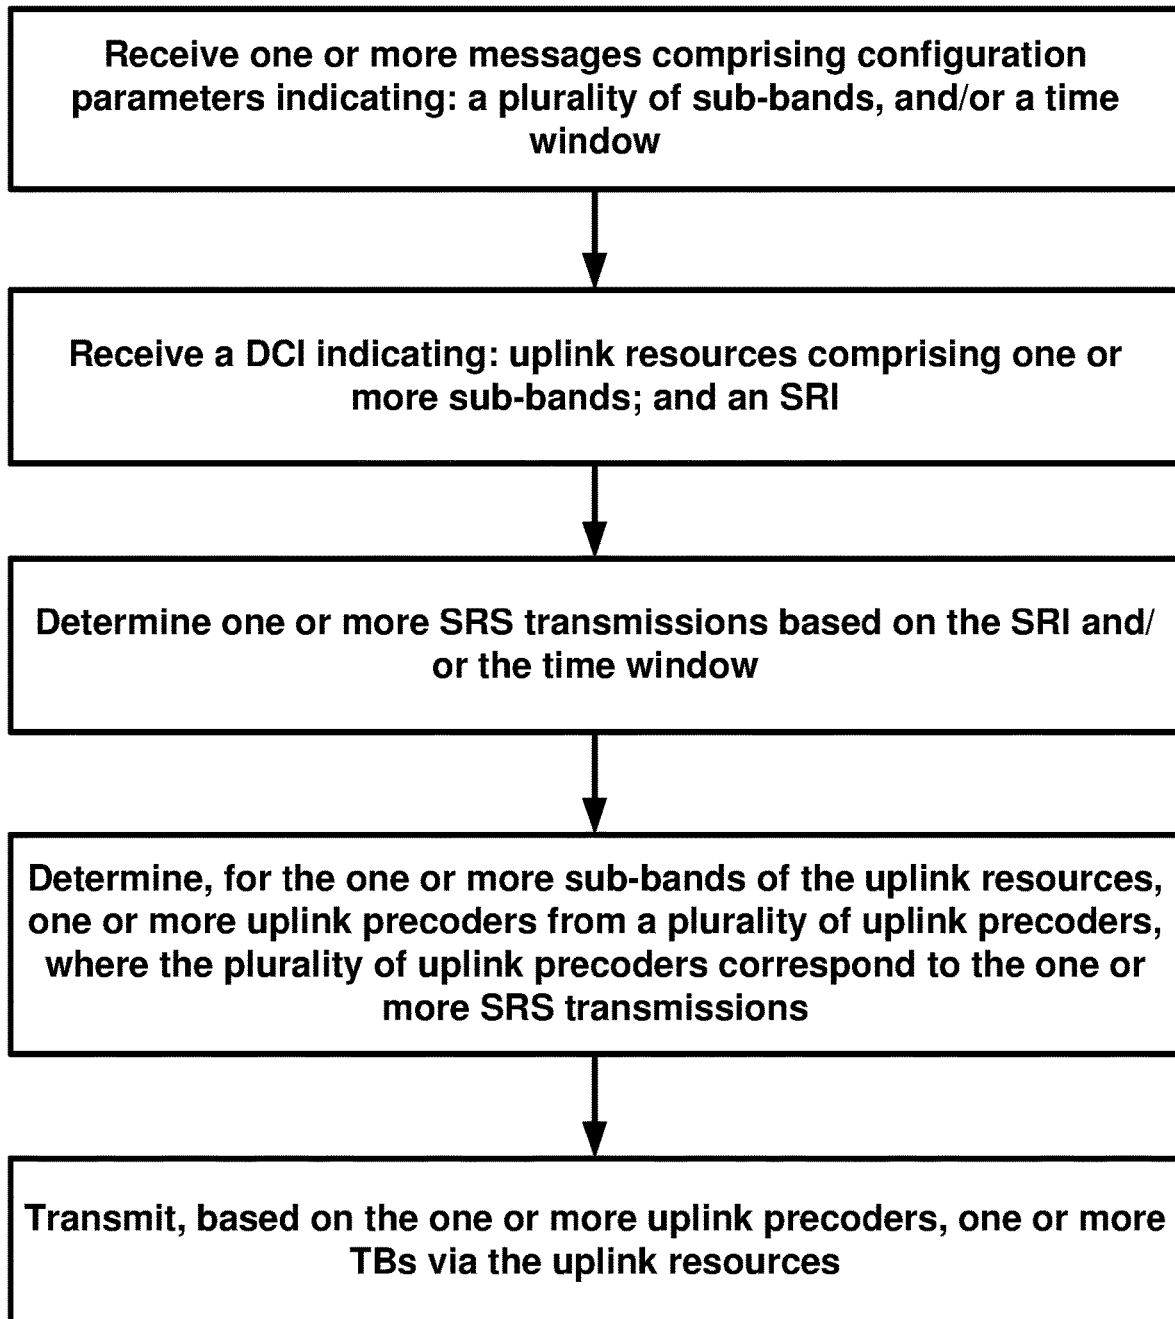 Receive one or more messages comprising configuration
parameters indicating: a plurality of sub-bands, and/or a time
window
Receive a DCI indicating: uplink resources comprising one or
more sub-bands; and an SRI
Determine one or more SRS transmissions based on the SRI and/
or the time window
Determine, for the one or more sub-bands of the uplink resources,
one or more uplink precoders from a plurality of uplink precoders,
where the plurality of uplink precoders correspond to the one or
more SRS transmissions
Transmit, based on the one or more uplink precoders, one or more
TBs via the uplink resources